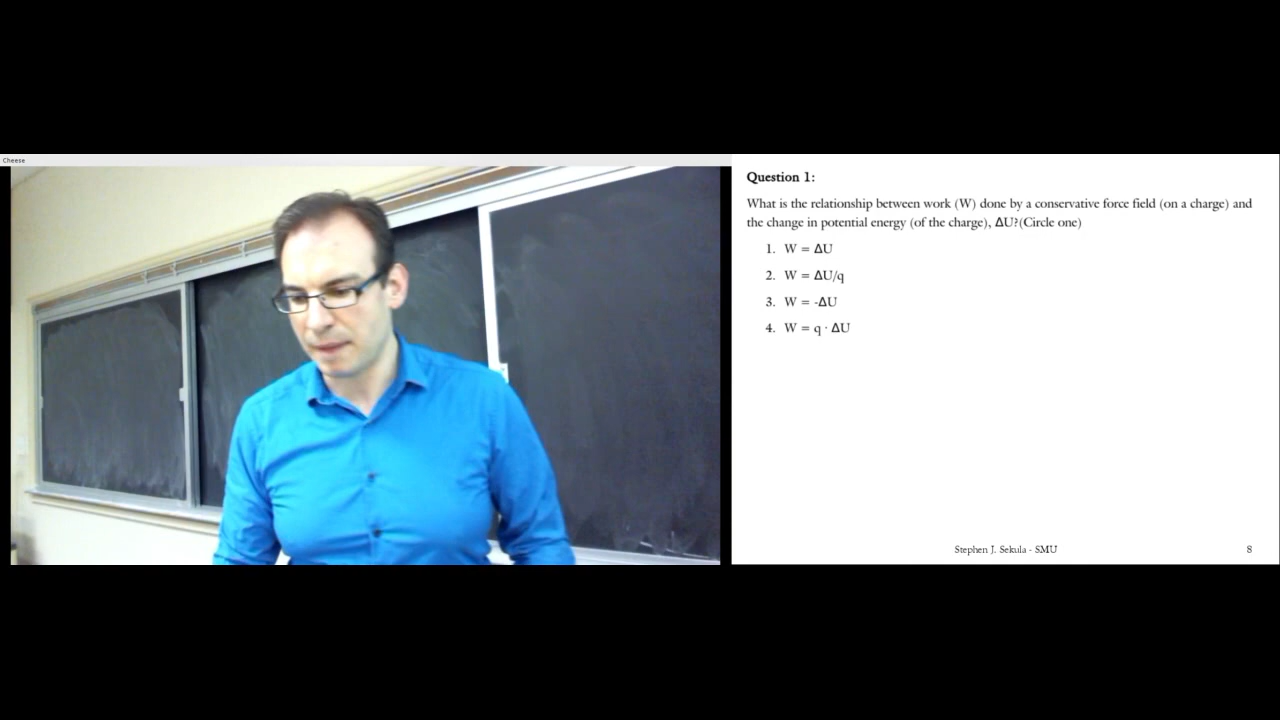 Cheese
Question 1:
What is the relationship between work (W) done by a conservative force field (on a charge) and
the change in potential energy (of the charge), ΔU?(Circle one)
1. W = ΔU
2. W = ΔU/q
3. W = -ΔU
4. W = q · ΔU
Stephen J. Sekula - SMU
8